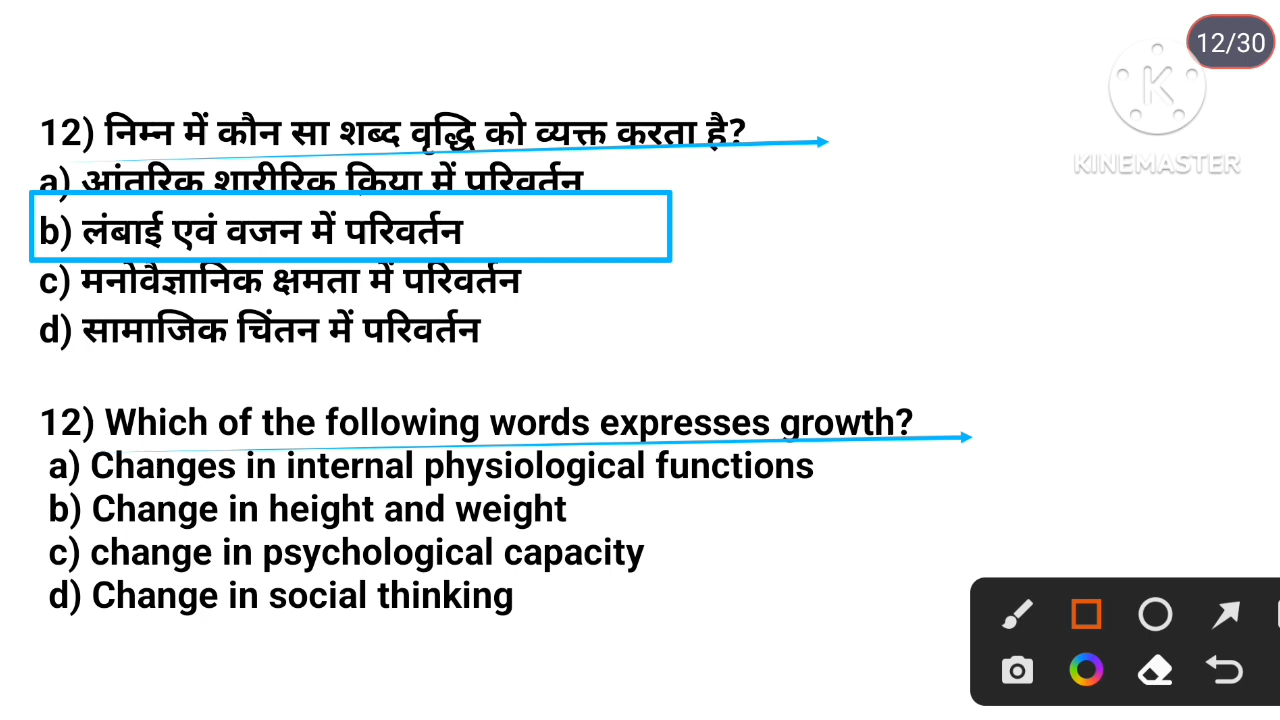 12/30
KINEMASTER
12) निम्न में कौन सा शब्द वृद्धि को व्यक्त करता है?
a) आंतरिक शारीरिक क्रिया में परिवर्तन
b) लंबाई एवं वजन में परिवर्तन
c) मनोवैज्ञानिक क्षमता में परिवर्तन
d) सामाजिक चिंतन में परिवर्तन
12) Which of the following words expresses growth?
a) Changes in internal physiological functions
b) Change in height and weight
c) change in psychological capacity
d) Change in social thinking